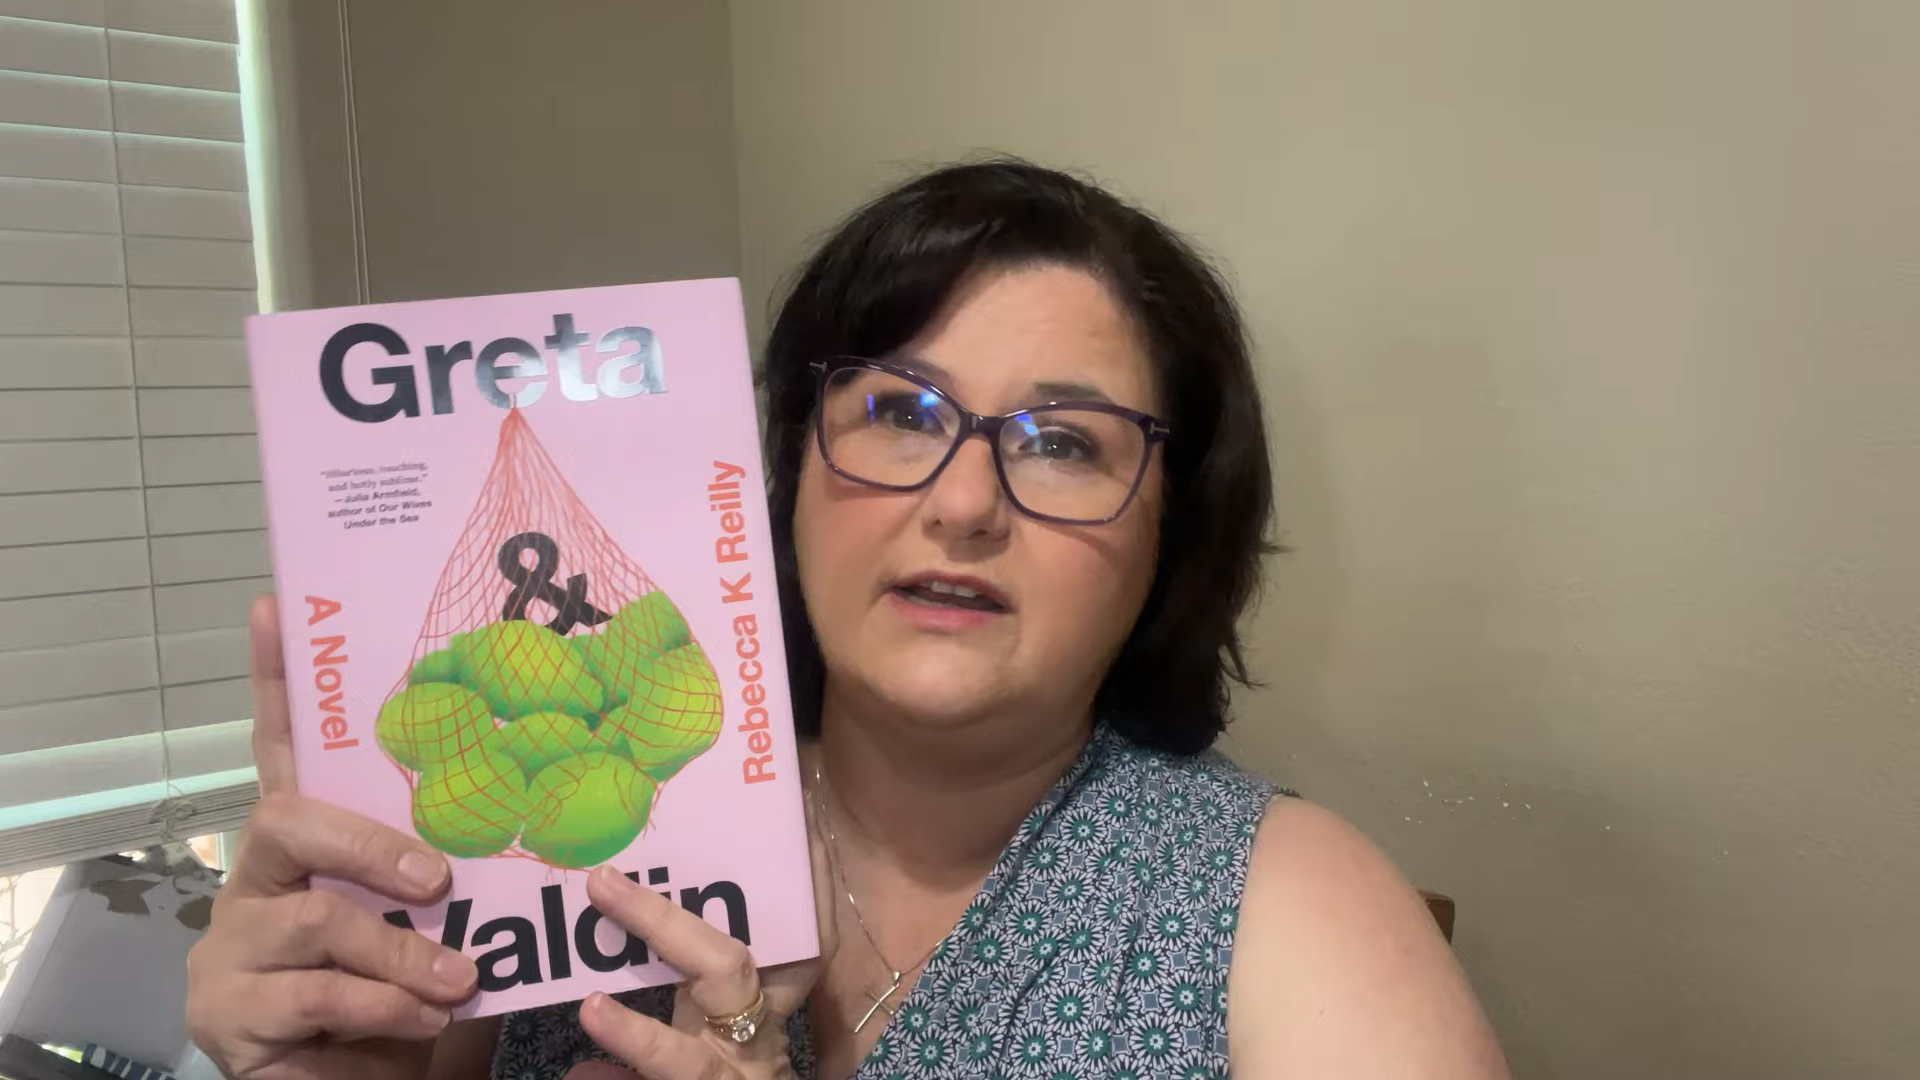 Greta
"Hilarious, touching,
and hotly sublime."
—Julia Armfield,
author of Our Wives
Under the Sea
&
A Novel
Rebecca K Reilly
Valdin